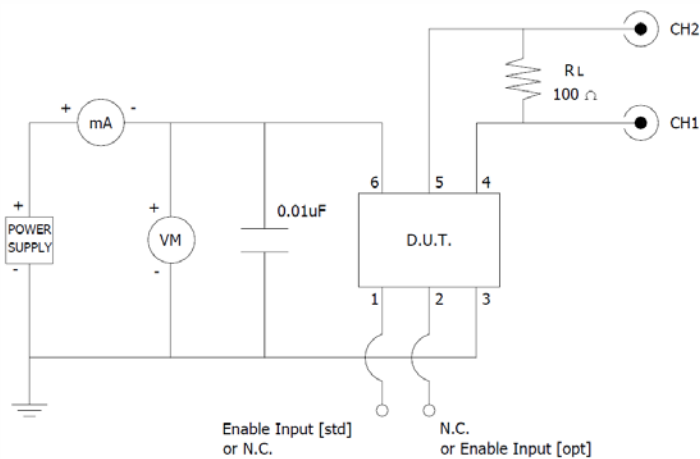 CH2
RL
100 Ω
CH1
+ mA -
6 5 4
+
POWER
SUPPLY
-
+
VM
-
0.01uF
D.U.T.
1 2 3
Enable Input [std]
or N.C.
N.C.
or Enable Input [opt]